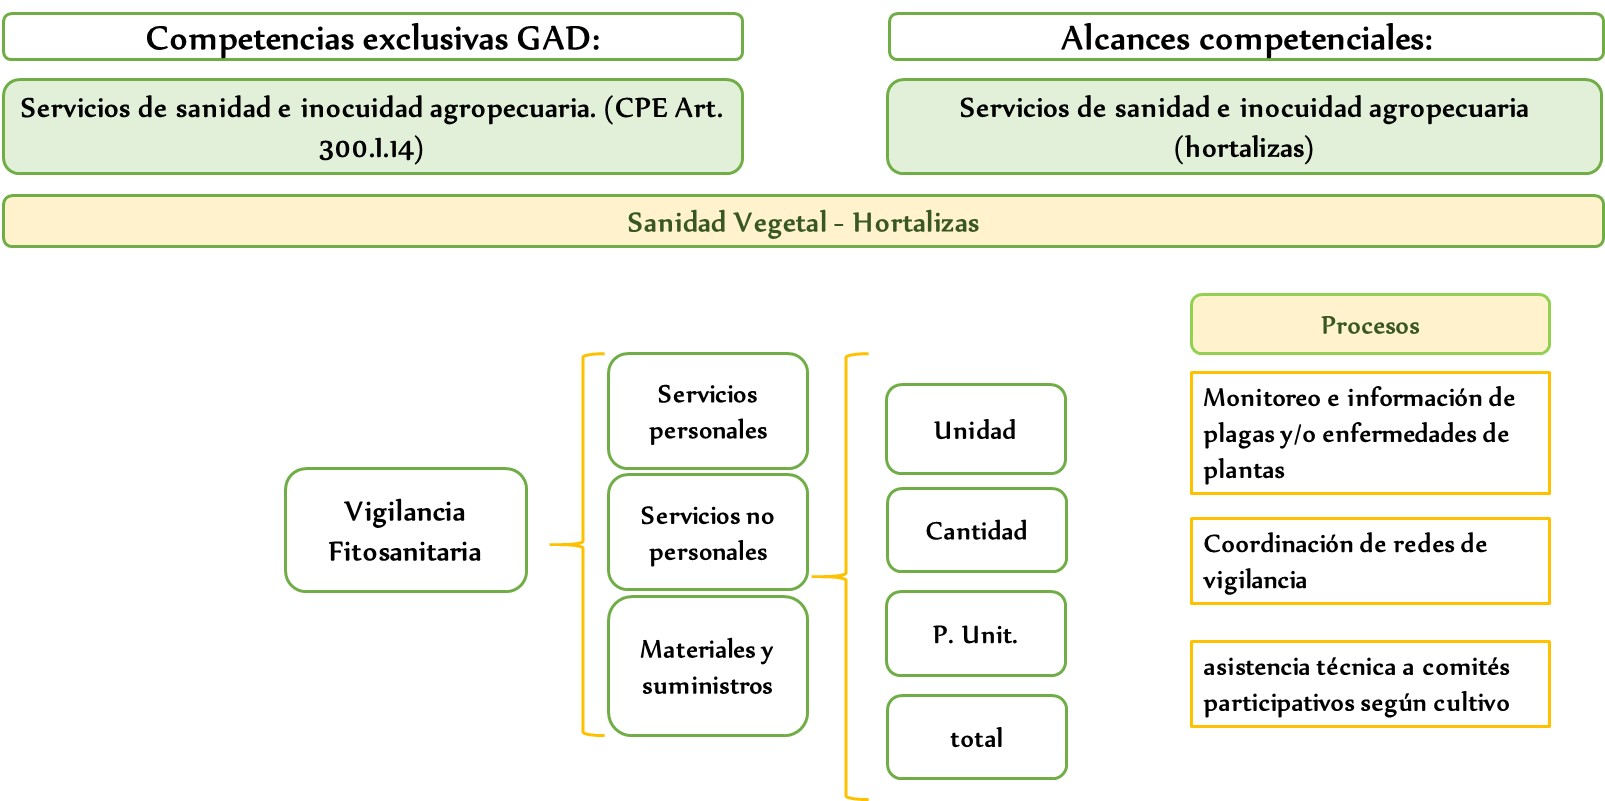 Competencias exclusivas GAD:
Alcances competenciales:
Servicios de sanidad e inocuidad agropecuaria. (CPE Art.
300.l.14)
Servicios de sanidad e inocuidad agropecuaria
(hortalizas)
Sanidad Vegetal - Hortalizas
Vigilancia
Fitosanitaria
Servicios
personales
Servicios no
personales
Materiales y
suministros
Unidad
Cantidad
P. Unit.
total
Procesos
Monitoreo e información de
plagas y/o enfermedades de
plantas
Coordinación de redes de
vigilancia
asistencia técnica a comités
participativos según cultivo